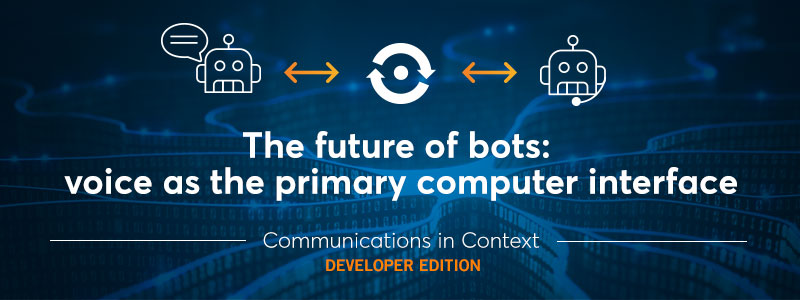 The future of bots:
voice as the primary computer interface
Communications in Context
DEVELOPER EDITION